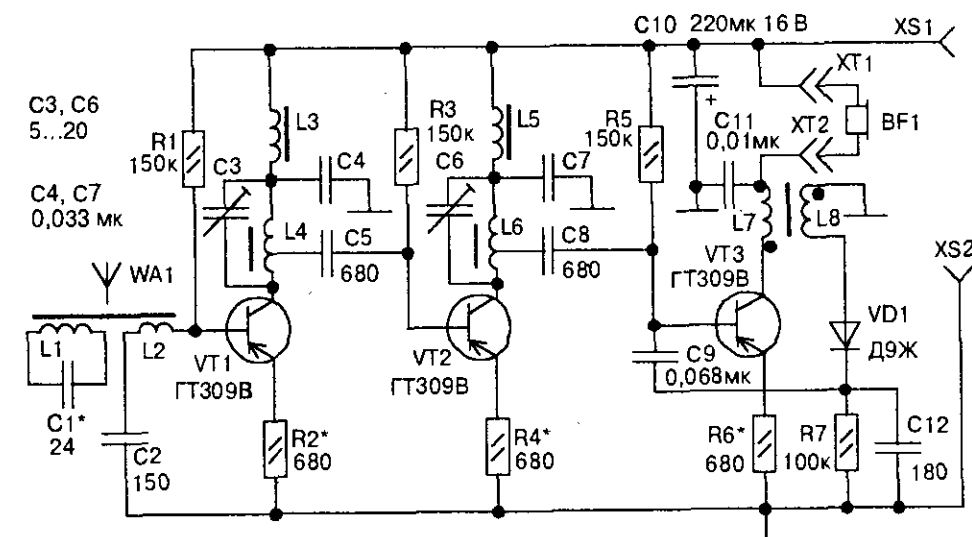 C10 220мк 16 В
XS1
XT1
C3, C6
5...20
C4, C7
0,033 мк
R1
150к
L3
C3
C4
L4
C5
680
R3
150к
L5
C6
C7
L6
C8
680
R5
150к
C11
0,01мк
XT2
BF1
L7
L8
XS2
WA1
L1
L2
C1*
24
C2
150
VT1
ГТ309В
R2*
680
VT2
ГТ309В
R4*
680
VT3
ГТ309В
C9
0,068мк
VD1
Д9Ж
R6*
680
R7
100к
C12
180
+